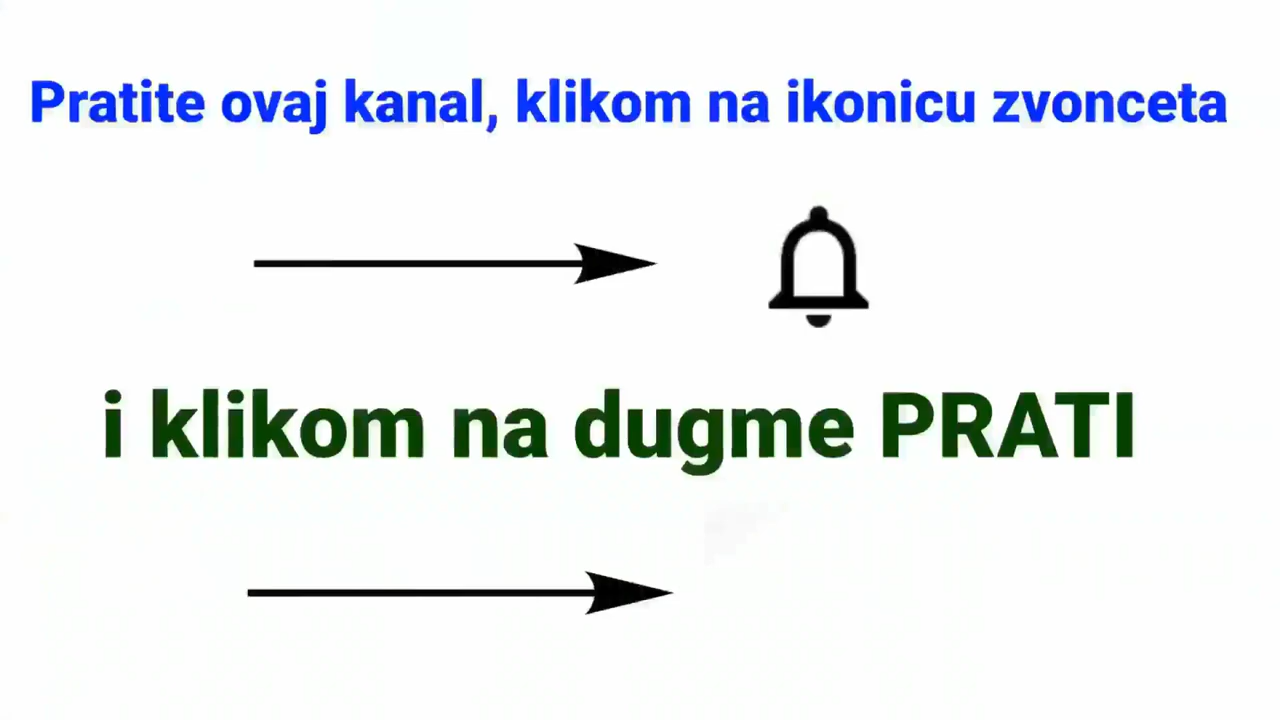 Pratite ovaj kanal, klikom na ikonicu zvonceta
i klikom na dugme PRATI